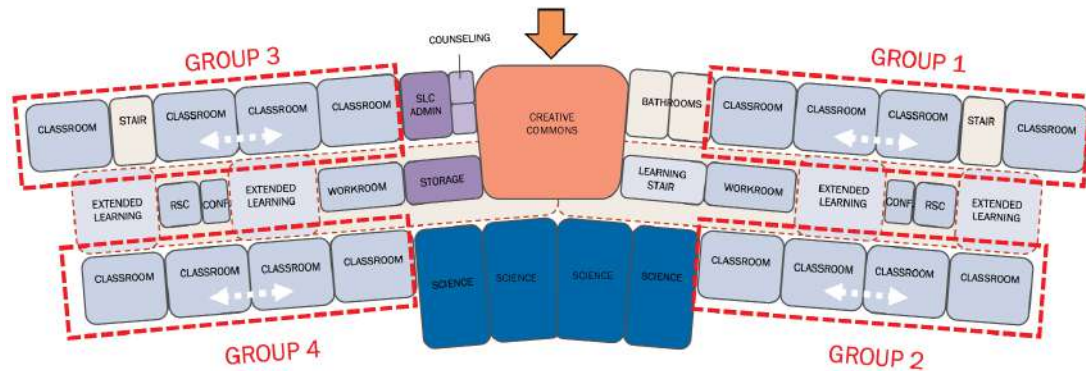 COUNSELING
GROUP 3
GROUP 1
CLASSROOM
STAIR
CLASSROOM
CLASSROOM
CLASSROOM
SLC
ADMIN
CREATIVE
COMMONS
BATHROOMS
CLASSROOM
CLASSROOM
CLASSROOM
STAIR
CLASSROOM
EXTENDED
LEARNING
RSC
CONF
EXTENDED
LEARNING
WORKROOM
STORAGE
LEARNING
STAIR
WORKROOM
EXTENDED
LEARNING
CONF
RSC
EXTENDED
LEARNING
CLASSROOM
CLASSROOM
CLASSROOM
CLASSROOM
SCIENCE
SCIENCE
SCIENCE
SCIENCE
CLASSROOM
CLASSROOM
CLASSROOM
CLASSROOM
GROUP 4
GROUP 2